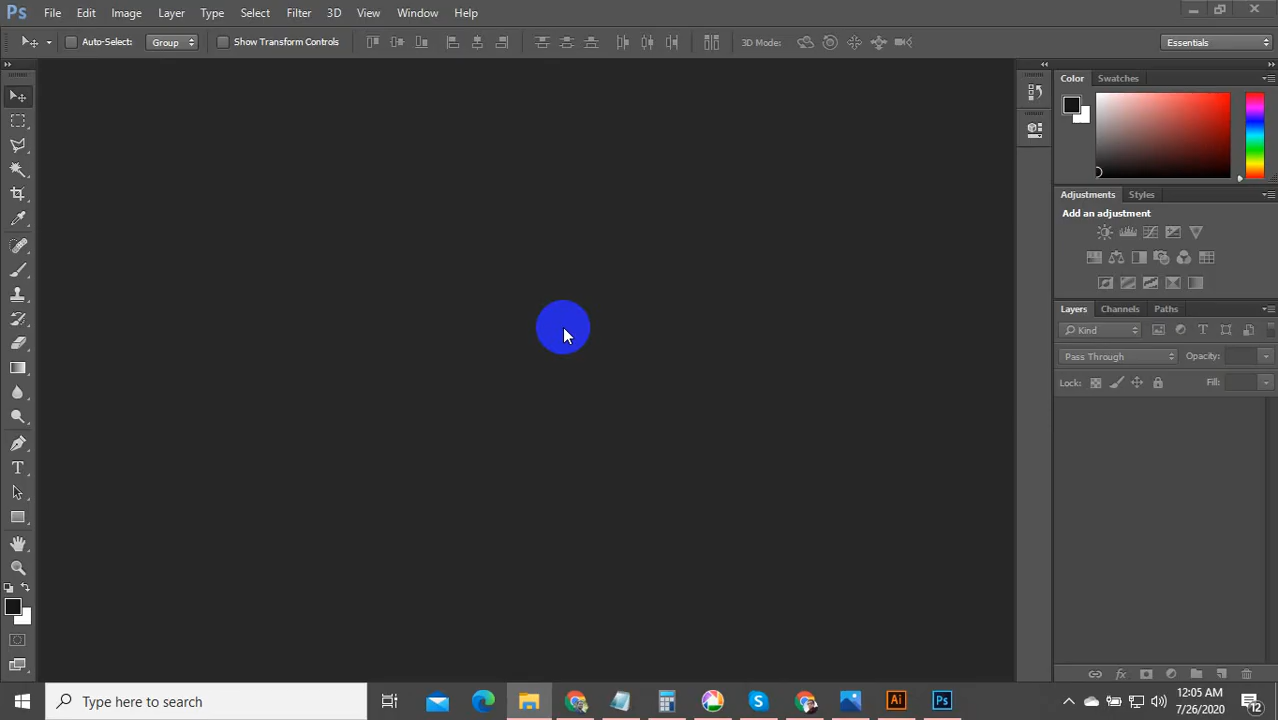 Ps File Edit Image Layer Type Select Filter 3D View Window Help
Auto-Select: Group Show Transform Controls 3D Mode: Essentials
Color Swatches
Adjustments Styles
Add an adjustment
Layers Channels Paths
Kind
Pass Through Opacity:
Lock: Fill:
T
Type here to search
Ai
Ps
12:05 AM
7/26/2020
12